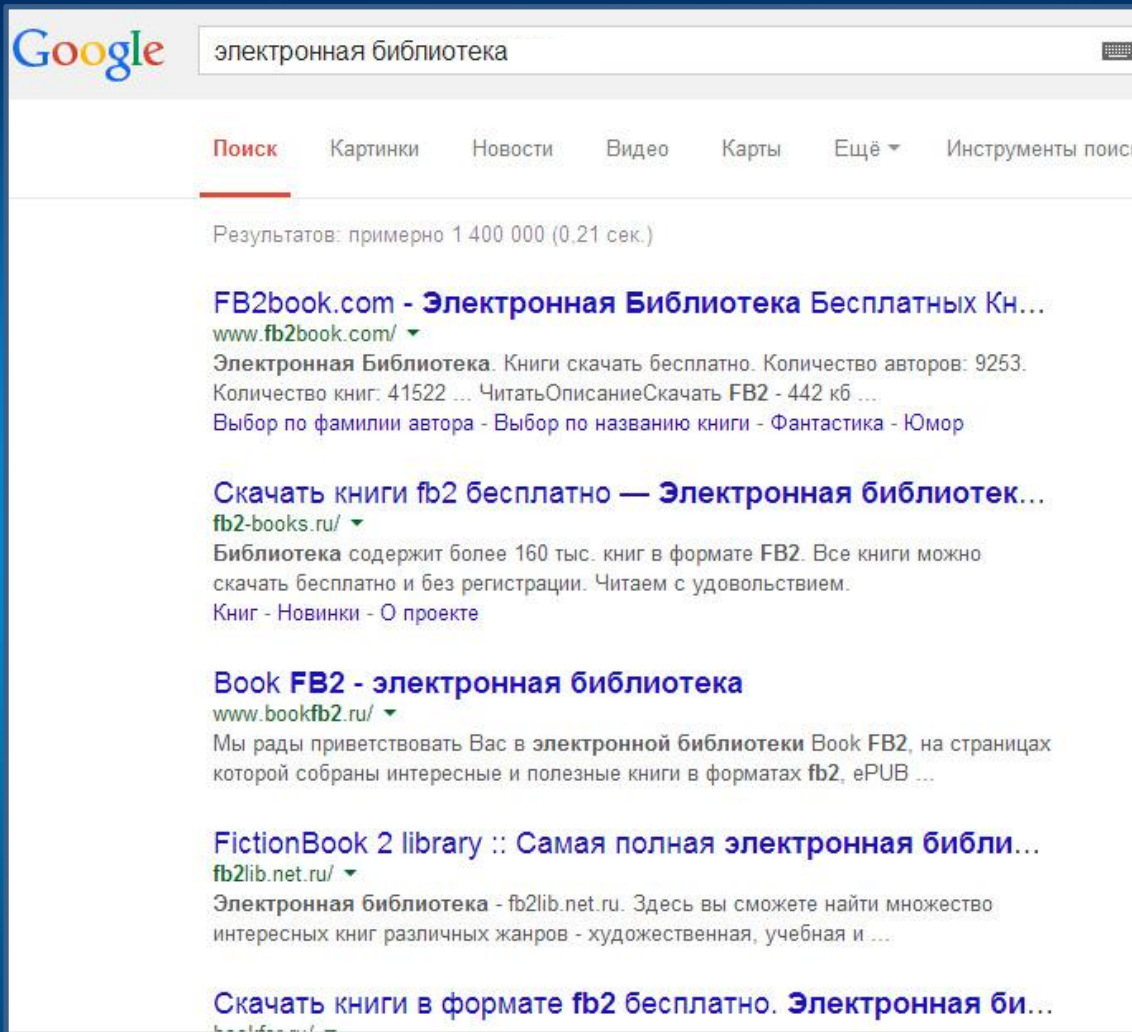 Google
электронная библиотека
Поиск Картинки Новости Видео Карты Ещё Инструменты
Результатов: примерно 1 400 000 (0,21 сек.)
FB2book.com - Электронная Библиотека Бесплатных Кн...
www.fb2book.com/
Электронная Библиотека. Книги скачать бесплатно. Количество авторов: 9253.
Количество книг: 41522 ... ЧитатьОписаниеСкачать FB2 - 442 кб ...
Выбор по фамилии автора - Выбор по названию книги - Фантастика - Юмор
Скачать книги fb2 бесплатно — Электронная библиотек...
fb2-books.ru/
Библиотека содержит более 160 тыс. книг в формате FB2. Все книги можно
скачать бесплатно и без регистрации. Читаем с удовольствием.
Книг - Новинки - О проекте
Book FB2 - электронная библиотека
www.bookfb2.ru/
Мы рады приветствовать Вас в электронной библиотеки Book FB2, на страницах
которой собраны интересные и полезные книги в форматах fb2, ePUB ...
FictionBook 2 library :: Самая полная электронная библи...
fb2lib.net.ru/
Электронная библиотека - fb2lib.net.ru. Здесь вы сможете найти множество
интересных книг различных жанров - художественная, учебная и ...
Скачать книги в формате fb2 бесплатно. Электронная би...